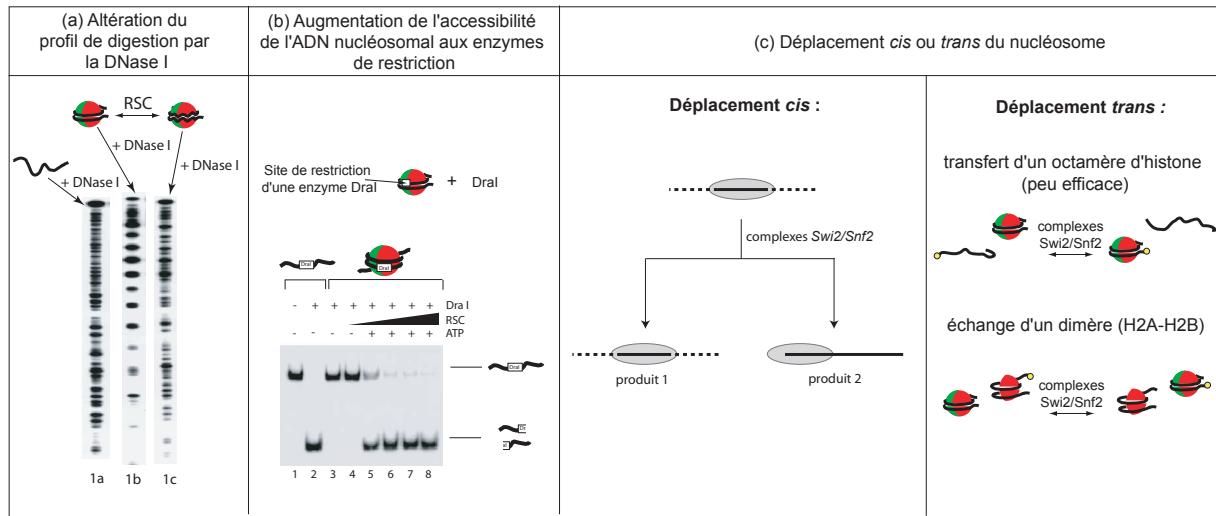 (a) Altération du
profil de digestion par
la DNase I
RSC
+ DNase I
+ DNase I
+ DNase I
1a 1b 1c
(b) Augmentation de l'accessibilité
de l'ADN nucléosomal aux enzymes
de restriction
Site de restriction
d'une enzyme DraI
+ DraI
DraI
DraI
- + + + + + + + Dra I
- RSC
- - - - + + + + ATP
DraI
1 2 3 4 5 6 7 8
(c) Déplacement cis ou trans du nucléosome
Déplacement cis :
complexes Swi2/Snf2
produit 1
produit 2
Déplacement trans :
transfert d'un octamère d'histone
(peu efficace)
complexes
Swi2/Snf2
échange d'un dimère (H2A-H2B)
complexes
Swi2/Snf2